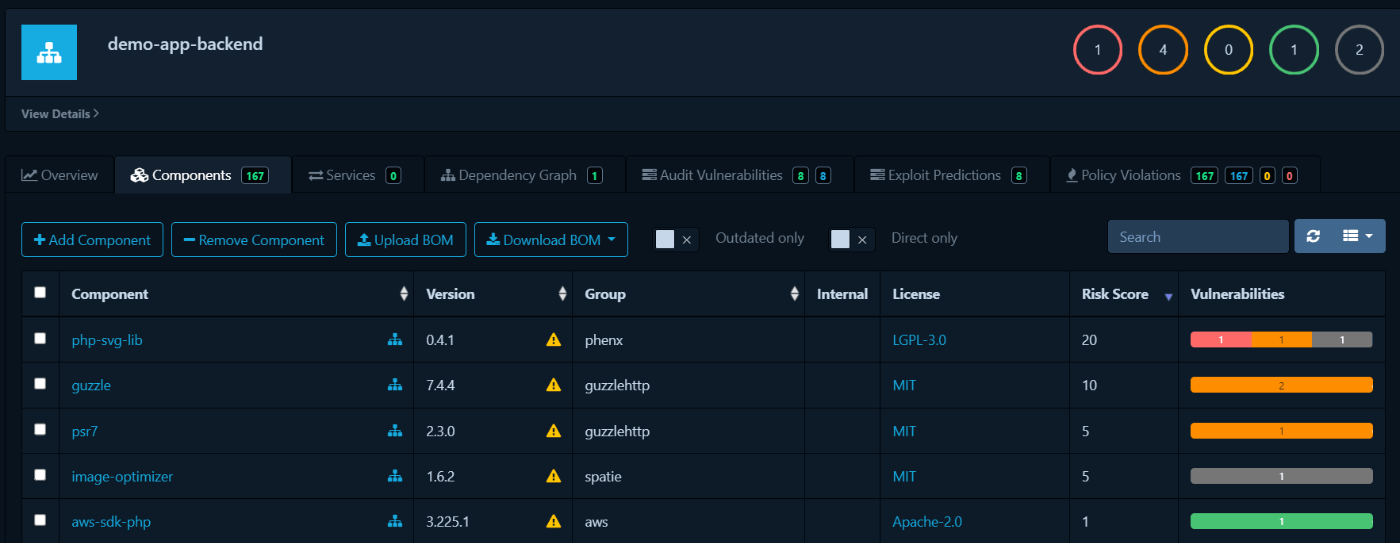 demo-app-backend
1 4 0 1 2
View Details
Overview Components 167 Services 0 Dependency Graph 1 Audit Vulnerabilities 8 8 Exploit Predictions 8 Policy Violations 167 167 0 0
Add Component Remove Component Upload BOM Download BOM Outdated only Direct only Search
Component Version Group Internal License Risk Score Vulnerabilities
php-svg-lib 0.4.1 phenx LGPL-3.0 20 1 1 1
guzzle 7.4.4 guzzlehttp MIT 10 2
psr7 2.3.0 guzzlehttp MIT 5 1
image-optimizer 1.6.2 spatie MIT 5 1
aws-sdk-php 3.225.1 aws Apache-2.0 1 1